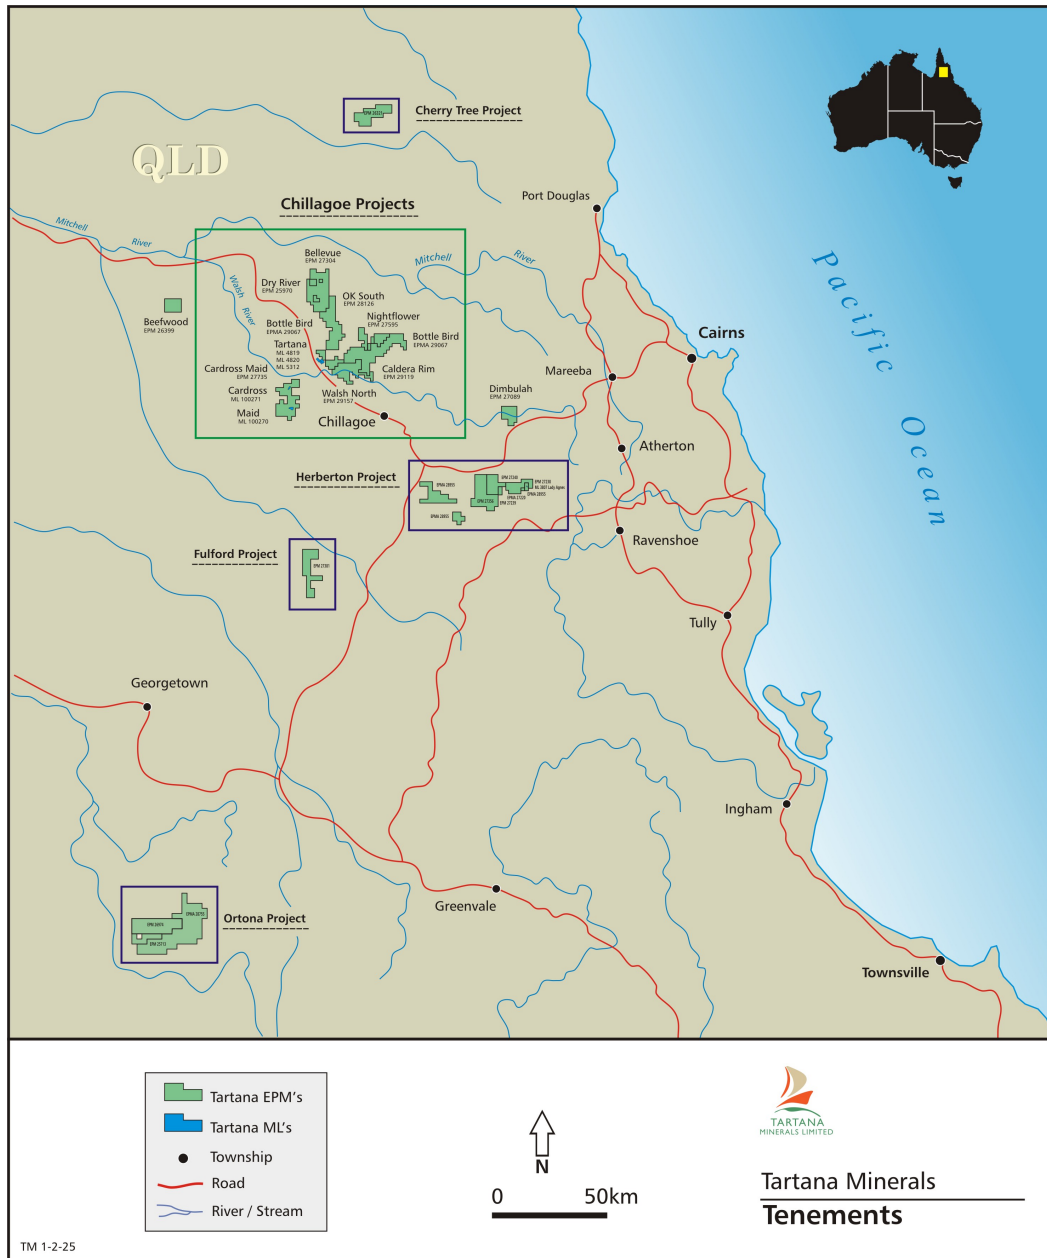 Cherry Tree Project
QLD
Chillagoe Projects
Port Douglas
Mitchell
River
Mitchell
River
Walsh
River
Pacific
Ocean
Bellevue
EPM 27304
Dry River
EPM 25970
OK South
EPM 28126
Beefwood
EPM 26399
Bottle Bird
EPMA 29067
Nightflower
EPM 27595
Bottle Bird
EPMA 29067
Tartana
ML 4819
ML 4820
ML 5312
Cairns
Cardross Maid
EPM 27735
Caldera Rim
EPM 29119
Mareeba
Cardross
ML 100271
Walsh North
EPM 29157
Dimbulah
EPM 27089
Maid
ML 100270
Chillagoe
Atherton
Herberton Project
Ravenshoe
Fulford Project
Tully
Georgetown
Ingham
Greenvale
Ortona Project
Townsville
Tartana EPM's
Tartana ML's
Township
Road
River / Stream
N
0 50km
TARTANA
MINERALS LIMITED
Tartana Minerals
Tenements
TM 1-2-25